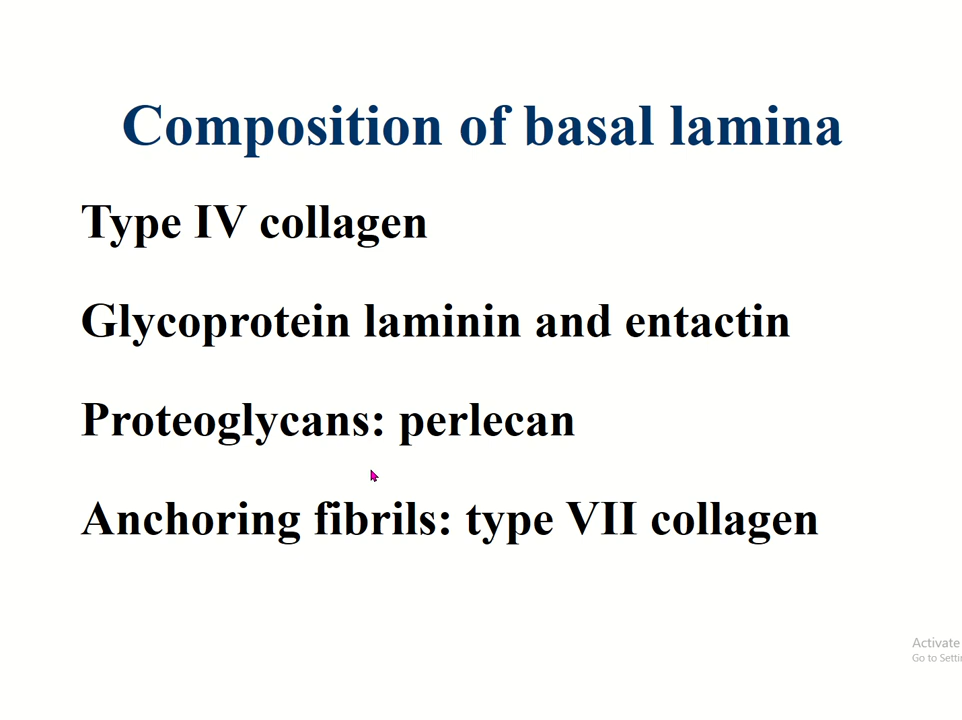 Composition of basal lamina
Type IV collagen
Glycoprotein laminin and entactin
Proteoglycans: perlecan
Anchoring fibrils: type VII collagen
Activate
Go to Setti